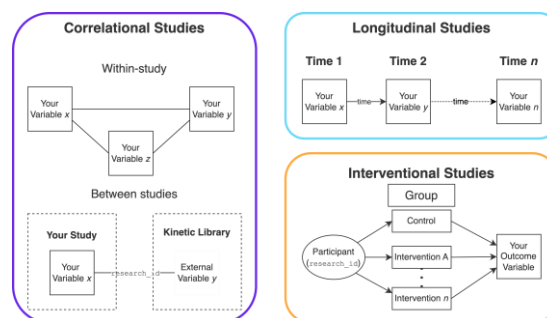 Correlational Studies
Within-study
Your
Variable x
Your
Variable y
Your
Variable z
Between studies
Your Study
Kinetic Library
Your
Variable x
research_id
External
Variable y
Longitudinal Studies
Time 1
Time 2
Time n
Your
Variable x
time
Your
Variable y
time
Your
Variable n
Interventional Studies
Group
Control
Participant
(research_id)
Intervention A
Intervention n
Your
Outcome
Variable